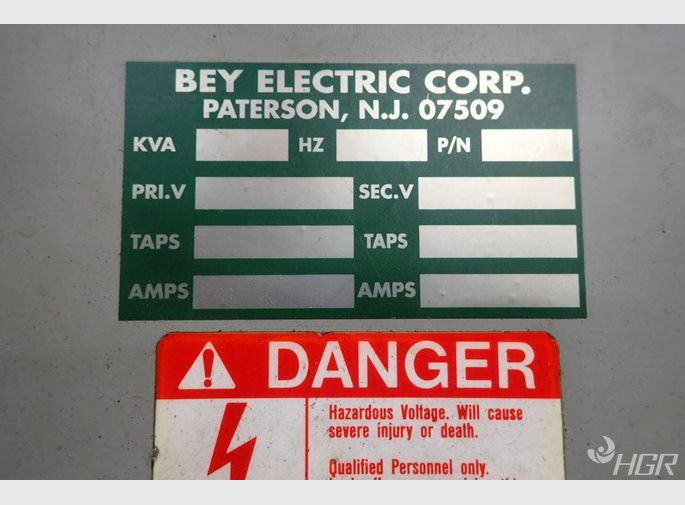 BEY ELECTRIC CORP.
PATERSON, N.J. 07509
KVA HZ P/N
PRI.V SEC.V
TAPS TAPS
AMPS AMPS
DANGER
Hazardous Voltage. Will cause
severe injury or death.
Qualified Personnel only.
HGR